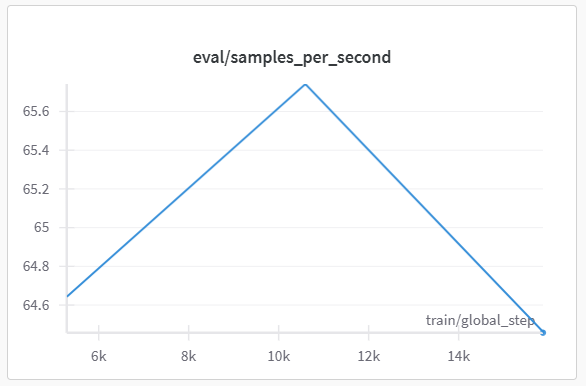 eval/samples_per_second
65.6
65.4
65.2
65
64.8
64.6
train/global_step
6k 8k 10k 12k 14k